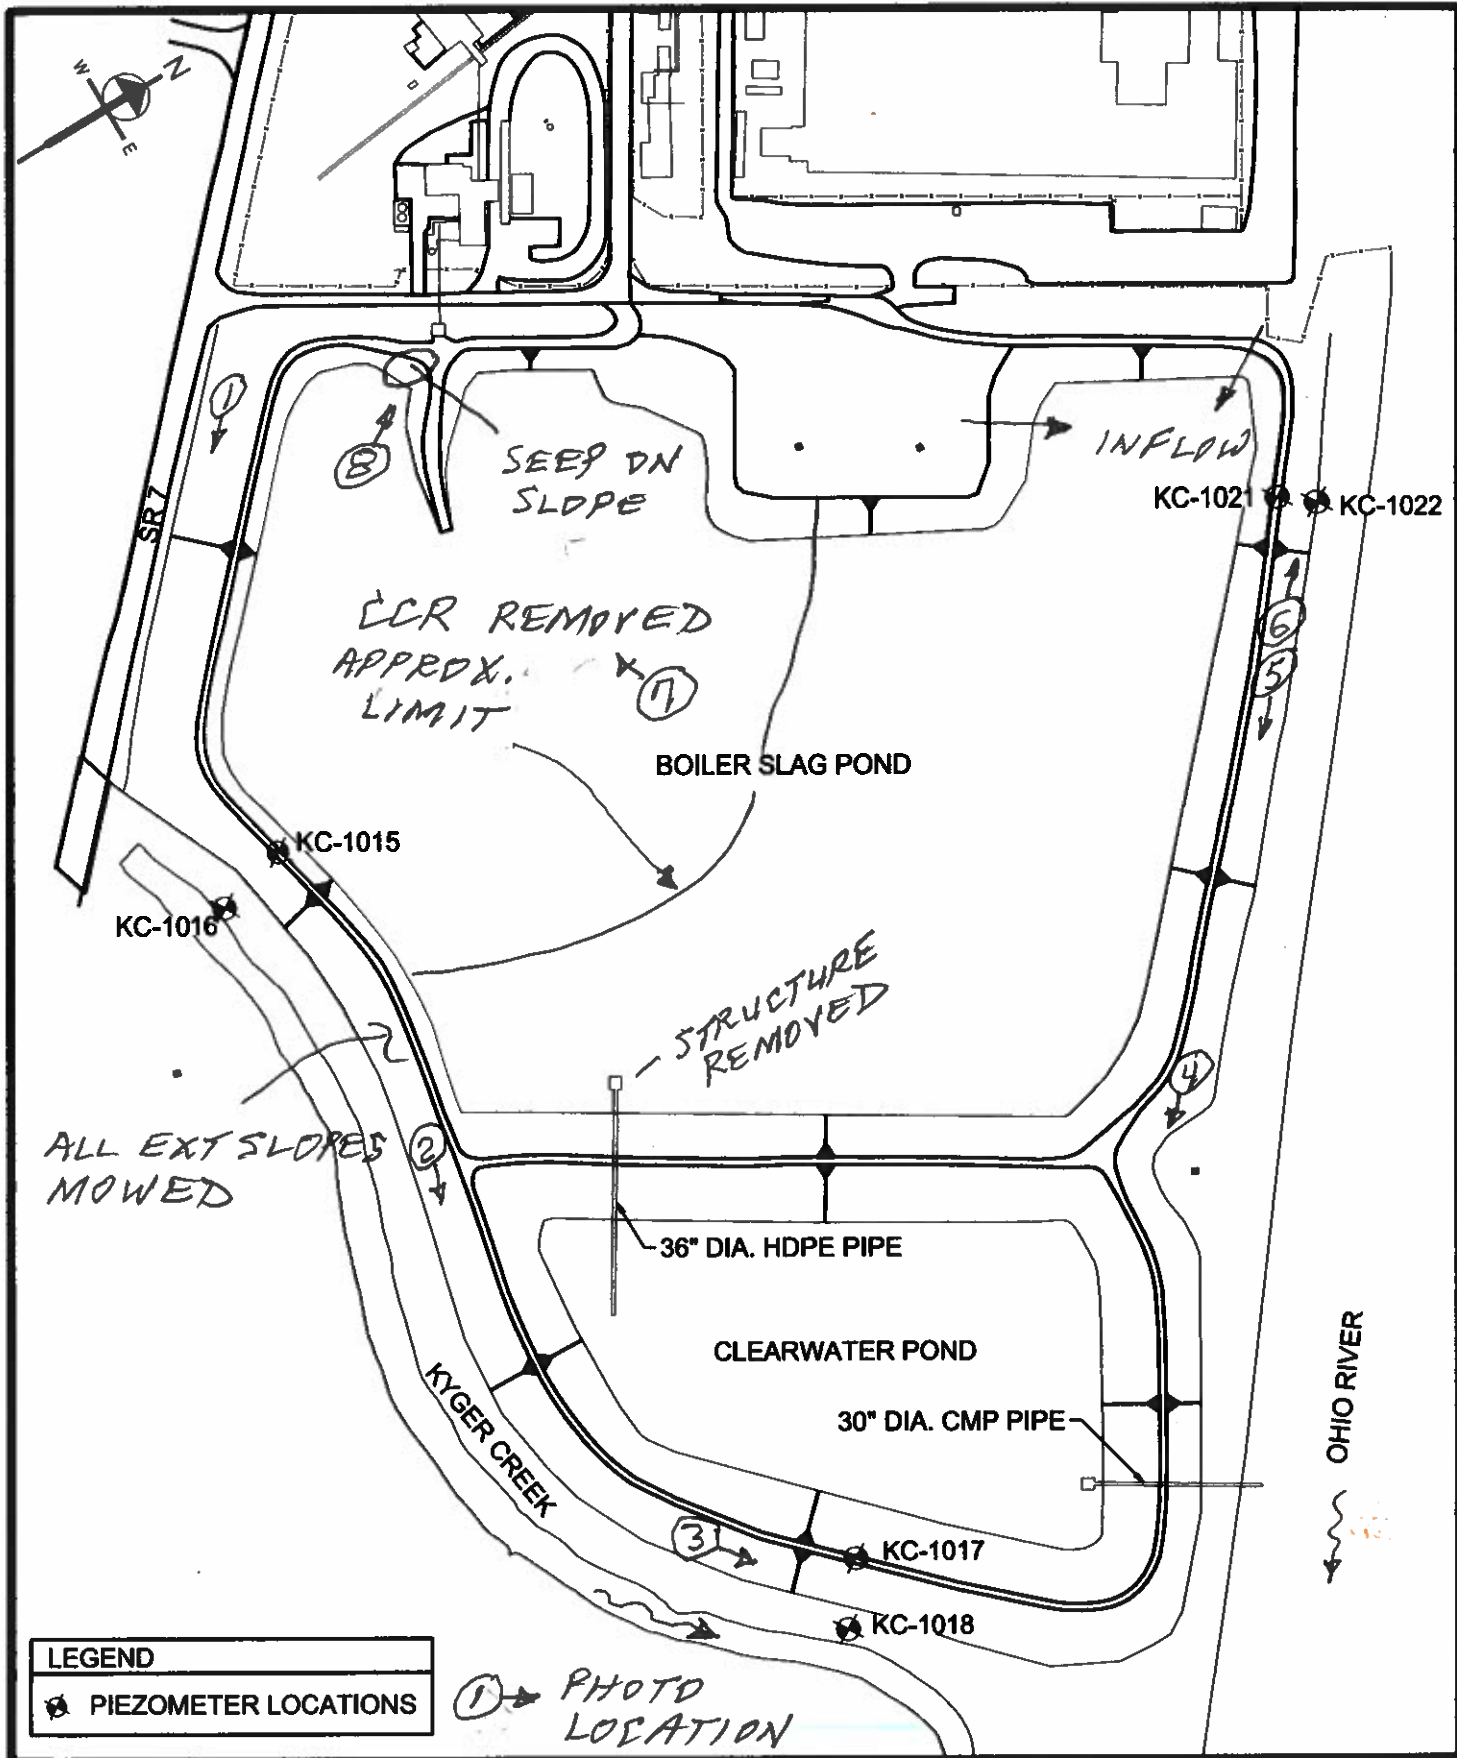 W
N
E
1
8
SEEP ON
SLOPE
INFLOW
KC-1021
KC-1022
SR 7
CCR REMOVED
APPROX.
LIMIT
7
6
5
BOILER SLAG POND
KC-1015
KC-1016
STRUCTURE
REMOVED
4
ALL EXT SLOPES
MOWED
2
36" DIA. HDPE PIPE
CLEARWATER POND
30" DIA. CMP PIPE
OHIO RIVER
KYGER CREEK
3
KC-1017
KC-1018
LEGEND
PIEZOMETER LOCATIONS
1 PHOTO
LOCATION